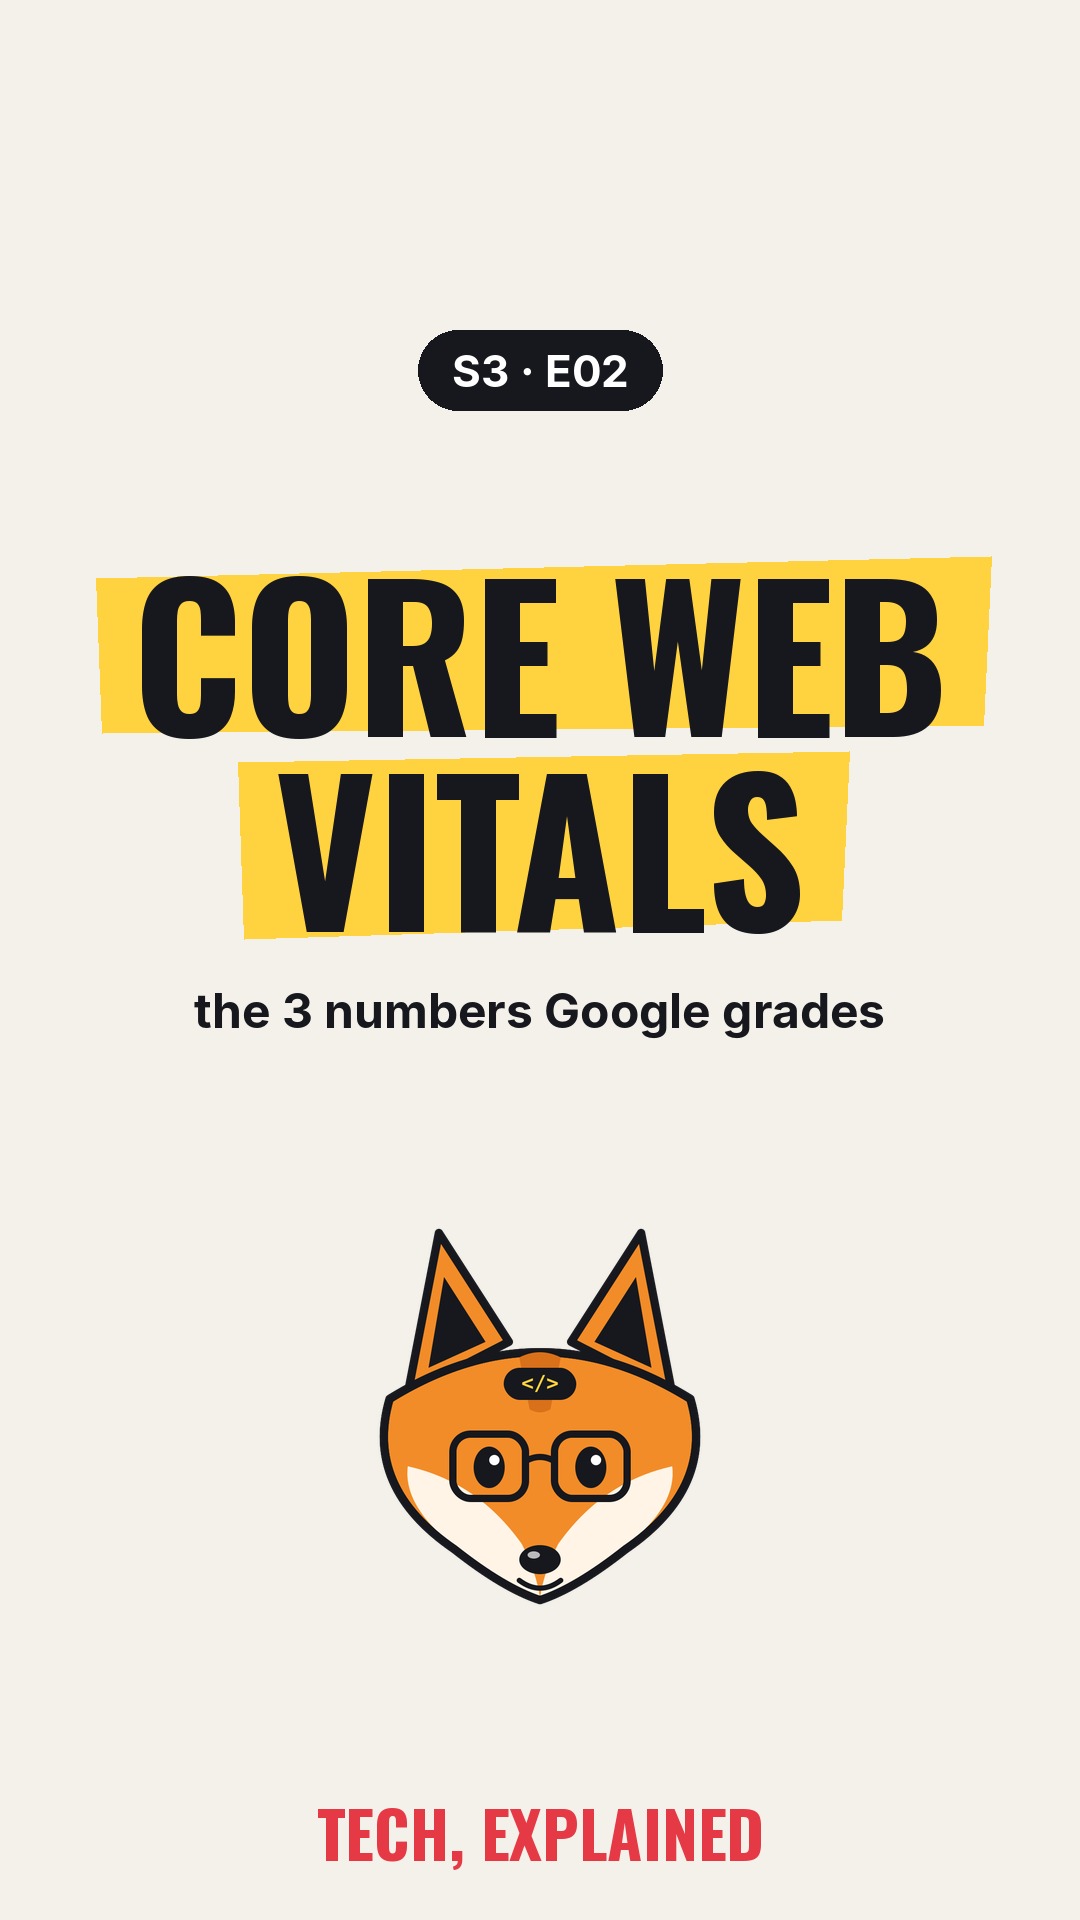 S3 · E02
CORE WEB
VITALS
the 3 numbers Google grades
</>
TECH, EXPLAINED